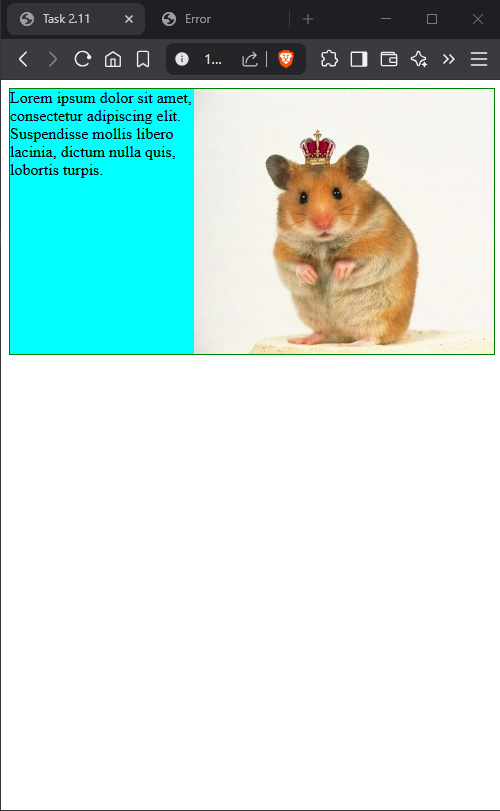 Task 2.11
Error
1...
Lorem ipsum dolor sit amet,
consectetur adipiscing elit.
Suspendisse mollis libero
lacinia, dictum nulla quis,
lobortis turpis.